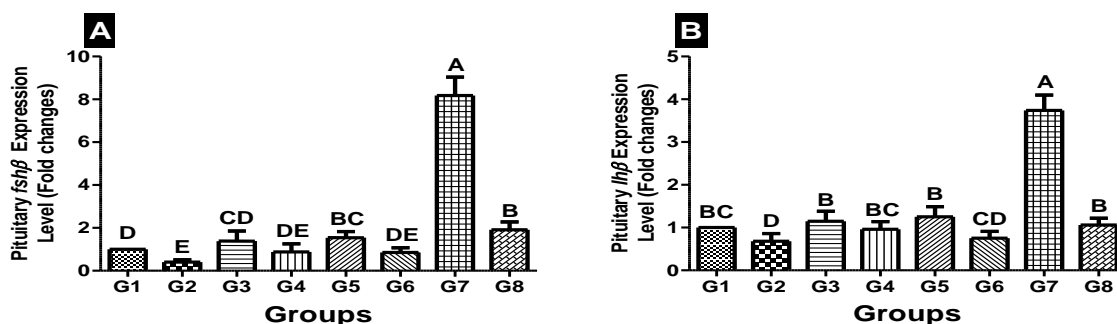 A
Pituitary fshβ Expression
Level (Fold changes)
10
8
6
4
2
0
D
E
CD
DE
BC
DE
A
B
G1 G2 G3 G4 G5 G6 G7 G8
Groups
B
Pituitary lhβ Expression
Level (Fold changes)
5
4
3
2
1
0
BC
D
B
BC
B
CD
A
B
G1 G2 G3 G4 G5 G6 G7 G8
Groups